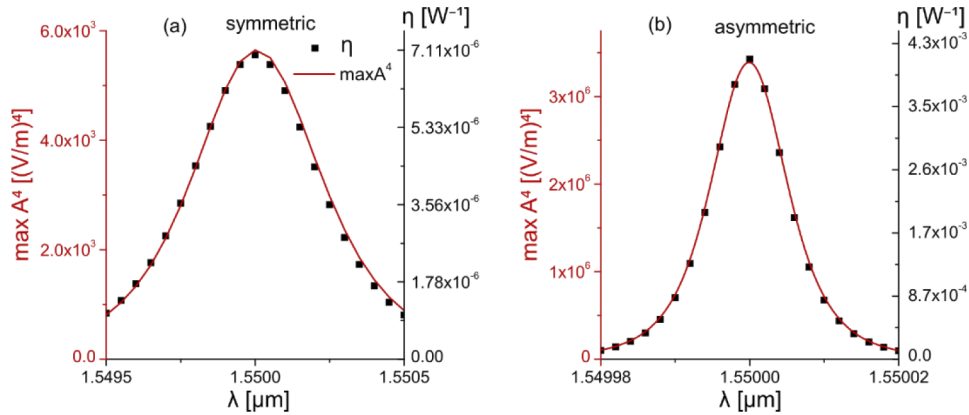 (a) symmetric
η [W⁻¹]
6.0x10³
7.11x10⁻⁶
η
maxA⁴
max A⁴ [(V/m)⁴]
5.33x10⁻⁶
4.0x10³
3.56x10⁻⁶
2.0x10³
1.78x10⁻⁶
0.0
0.00
1.5495
1.5500
1.5505
λ [µm]
(b) asymmetric
η [W⁻¹]
4.3x10⁻³
3x10⁶
3.5x10⁻³
max A⁴ [(V/m)⁴]
2.6x10⁻³
2x10⁶
1.7x10⁻³
1x10⁶
8.7x10⁻⁴
0.0
0.00
1.54998
1.55000
1.55002
λ [µm]